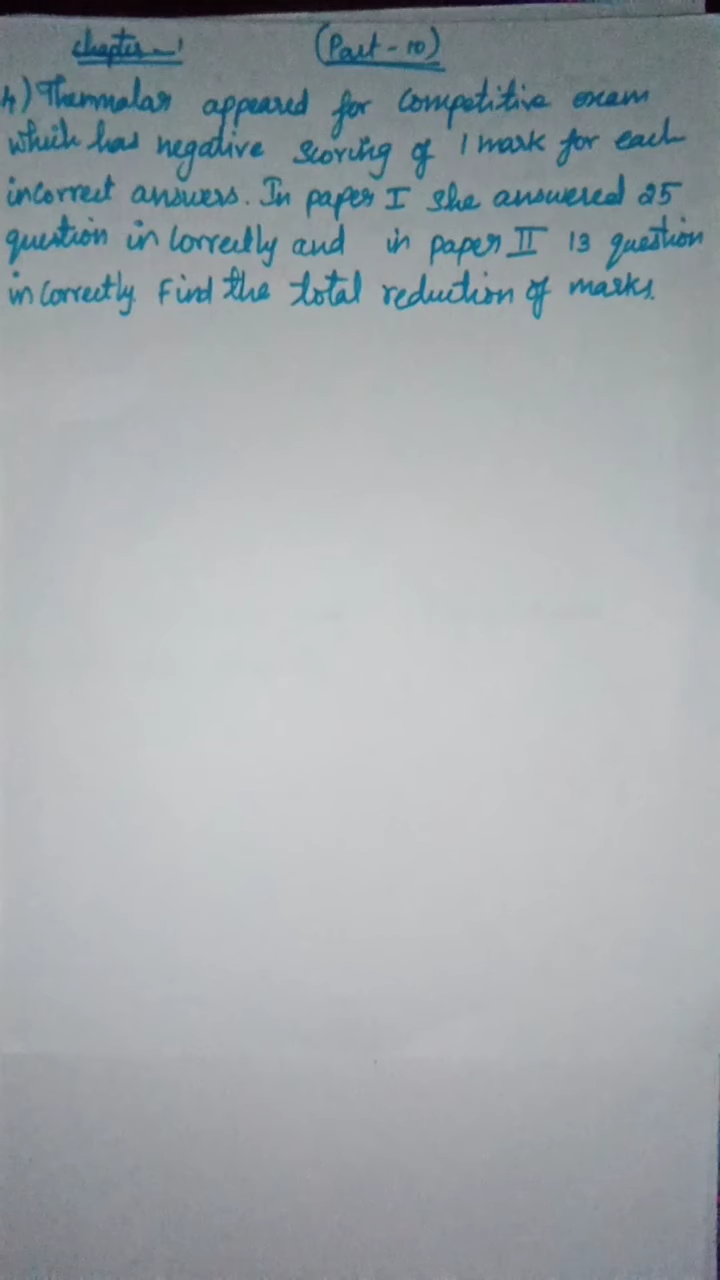 Chapter-1 (Part-10)
4) Thenmalar appeared for competitive exam
which has negative scoring of 1 mark for each
incorrect answers. In paper I she answered 25
question incorrectly and in paper II 13 question
incorrectly. Find the total reduction of marks.